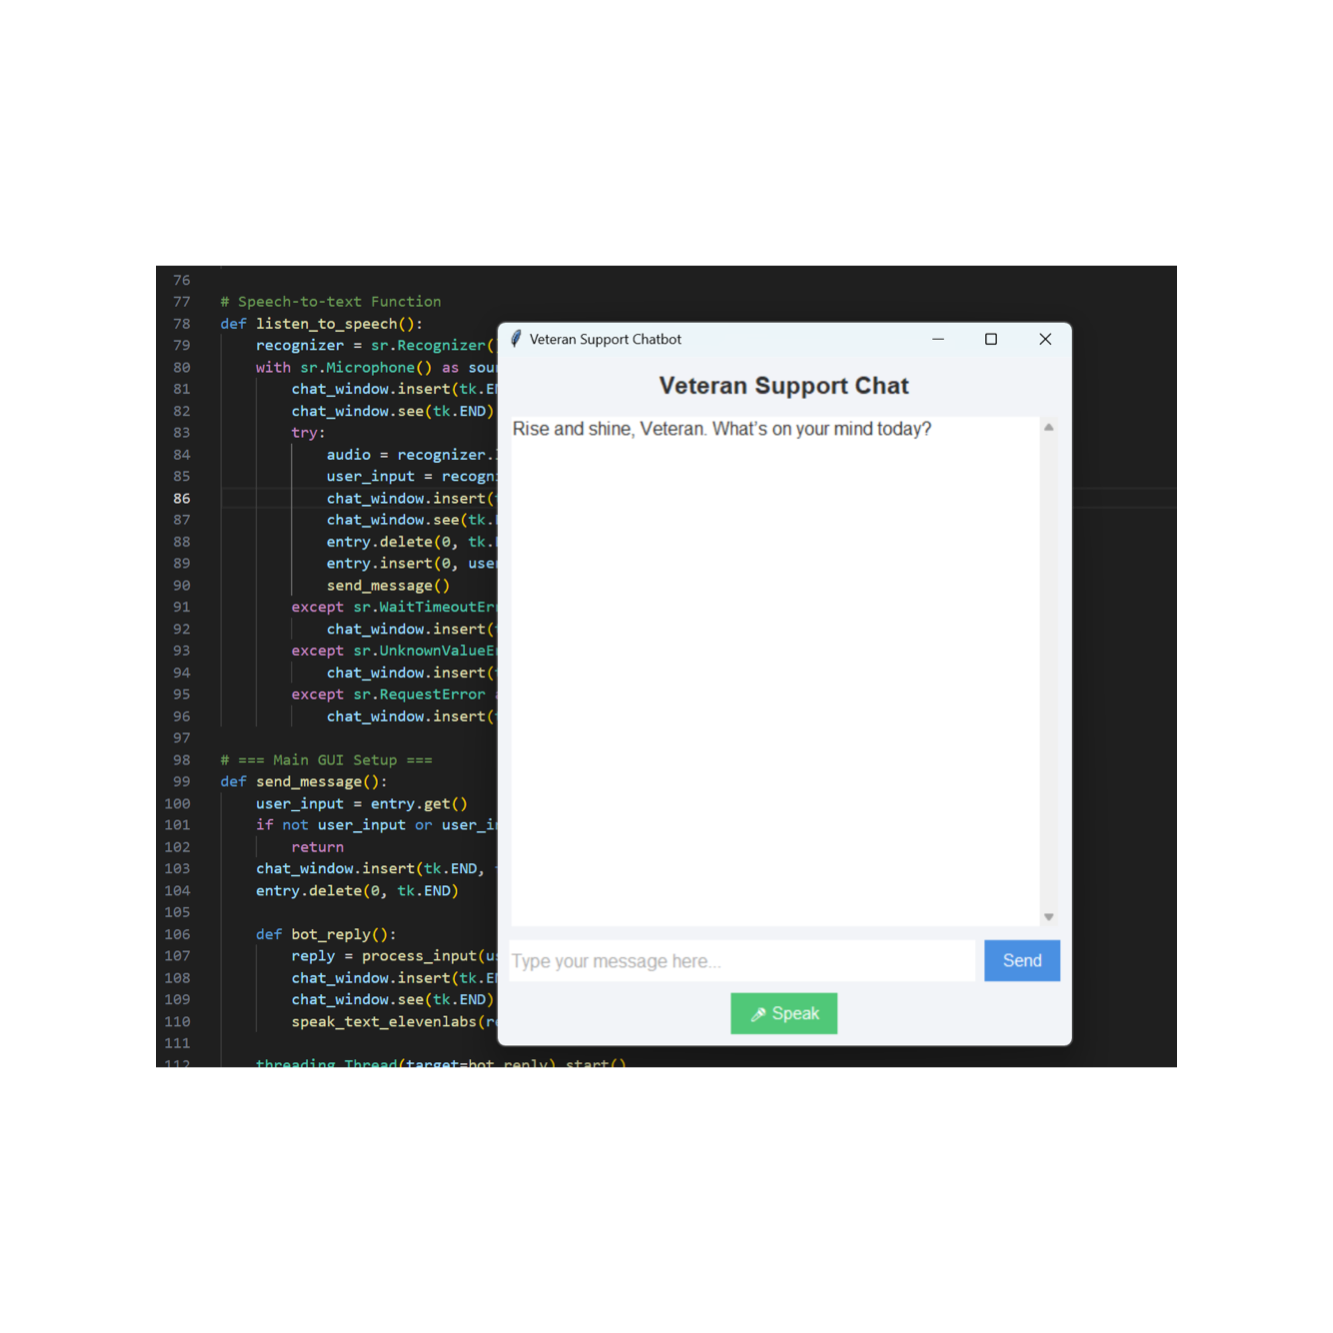 76
77 # Speech-to-text Function
78 def listen_to_speech():
79 recognizer = sr.Recognizer(
80 with sr.Microphone() as
81 chat_window.insert(tk.
82 chat_window.see(tk.END)
83 try:
84 audio = recognizer.
85 user_input =
86 chat_window.insert(
87 chat_window.see(tk.
88 entry.delete(0, tk.
89 entry.insert(0,
90 send_message()
91 except sr.
92 chat_window.insert(
93 except sr.
94 chat_window.insert(
95 except sr.RequestError
96 chat_window.insert(
97
98 # === Main GUI Setup ===
99 def send_message():
100 user_input = entry.get()
101 if not user_input or
102 return
103 chat_window.insert(tk.END,
104 entry.delete(0, tk.END)
105
106 def bot_reply():
107 reply = process_input(
108 chat_window.insert(tk.
109 chat_window.see(tk.END)
110 speak_text_elevenlabs(
111
112 threading.Thread(target=bot_reply).start()
Veteran Support Chatbot
Veteran Support Chat
Rise and shine, Veteran. What's on your mind today?
Type your message here...
Send
Speak